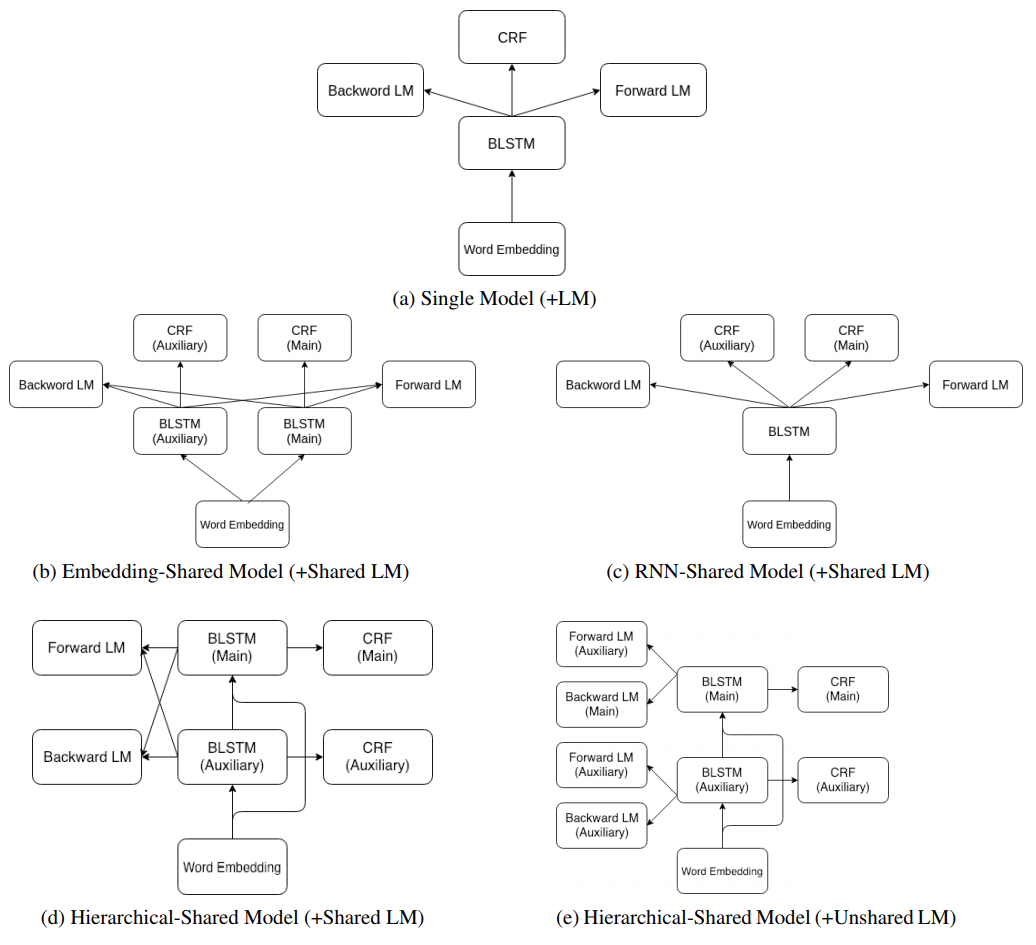 CRF
Backword LM
Forward LM
BLSTM
Word Embedding
(a) Single Model (+LM)
CRF
(Auxiliary)
CRF
(Main)
Backword LM
Forward LM
BLSTM
(Auxiliary)
BLSTM
(Main)
Word Embedding
(b) Embedding-Shared Model (+Shared LM)
CRF
(Auxiliary)
CRF
(Main)
Backword LM
Forward LM
BLSTM
Word Embedding
(c) RNN-Shared Model (+Shared LM)
Forward LM
BLSTM
(Main)
CRF
(Main)
Backward LM
BLSTM
(Auxiliary)
CRF
(Auxiliary)
Word Embedding
(d) Hierarchical-Shared Model (+Shared LM)
Forward LM
(Auxiliary)
Backward LM
(Main)
BLSTM
(Main)
CRF
(Main)
Forward LM
(Auxiliary)
Backward LM
(Auxiliary)
BLSTM
(Auxiliary)
CRF
(Auxiliary)
Word Embedding
(e) Hierarchical-Shared Model (+Unshared LM)